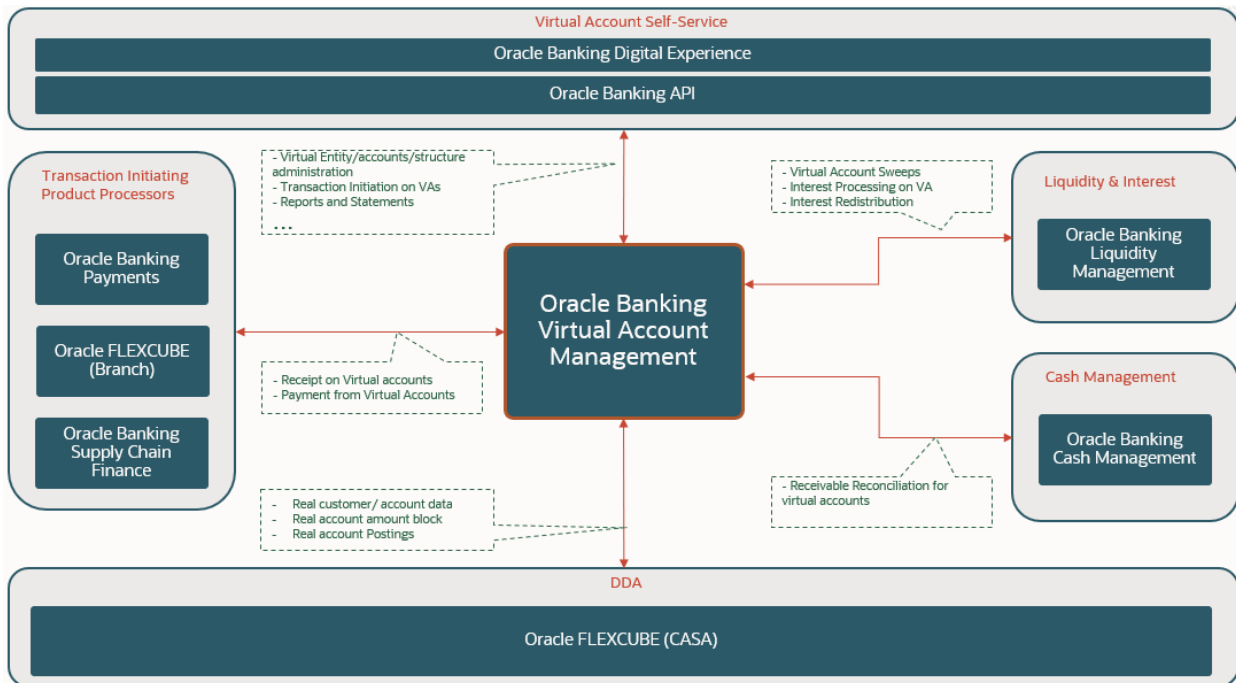 Virtual Account Self-Service
Oracle Banking Digital Experience
Oracle Banking API
- Virtual Entity/accounts/structure
administration
- Transaction Initiation on VAs
- Reports and Statements
...
- Virtual Account Sweeps
- Interest Processing on VA
- Interest Redistribution
Transaction Initiating
Product Processors
Oracle Banking
Payments
Oracle FLEXCUBE
(Branch)
Oracle Banking
Supply Chain
Finance
- Receipt on Virtual accounts
- Payment from Virtual Accounts
Oracle Banking
Virtual Account
Management
Liquidity & Interest
Oracle Banking
Liquidity
Management
Cash Management
Oracle Banking
Cash Management
- Receivable Reconciliation for
virtual accounts
- Real customer/ account data
- Real account amount block
- Real account Postings
DDA
Oracle FLEXCUBE (CASA)